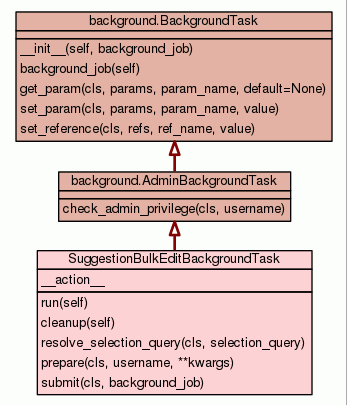 background.BackgroundTask
__init__(self, background_job)
background_job(self)
get_param(cls, params, param_name, default=None)
set_param(cls, params, param_name, value)
set_reference(cls, refs, ref_name, value)
background.AdminBackgroundTask
check_admin_privilege(cls, username)
SuggestionBulkEditBackgroundTask
__action__
run(self)
cleanup(self)
resolve_selection_query(cls, selection_query)
prepare(cls, username, **kwargs)
submit(cls, background_job)